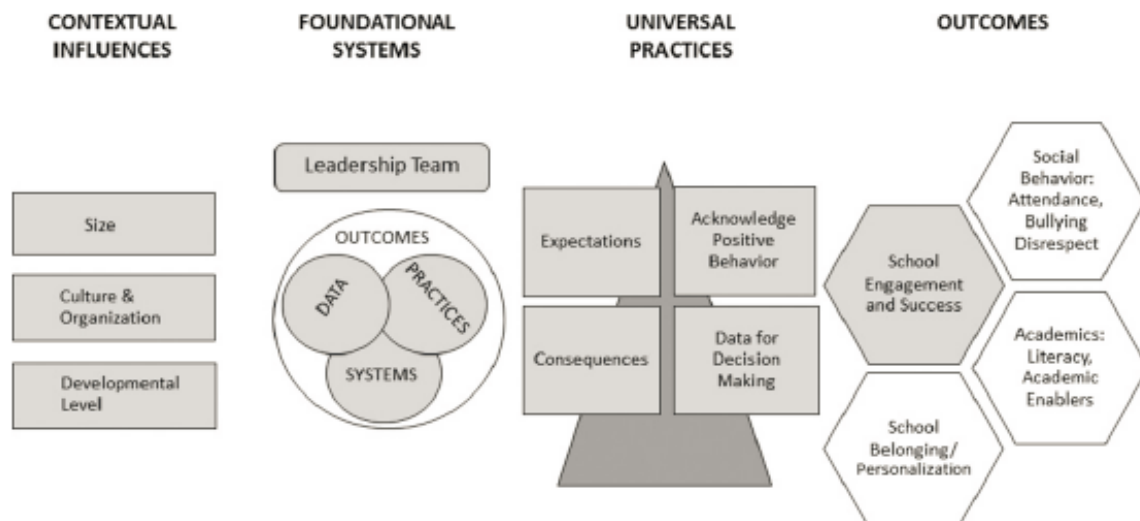 CONTEXTUAL
INFLUENCES
FOUNDATIONAL
SYSTEMS
UNIVERSAL
PRACTICES
OUTCOMES
Size
Culture &
Organization
Developmental
Level
Leadership Team
OUTCOMES
DATA
PRACTICES
SYSTEMS
Expectations
Acknowledge
Positive
Behavior
Consequences
Data for
Decision
Making
School
Engagement
and Success
Social
Behavior:
Attendance,
Bullying
Disrespect
Academics:
Literacy,
Academic
Enablers
School
Belonging/
Personalization